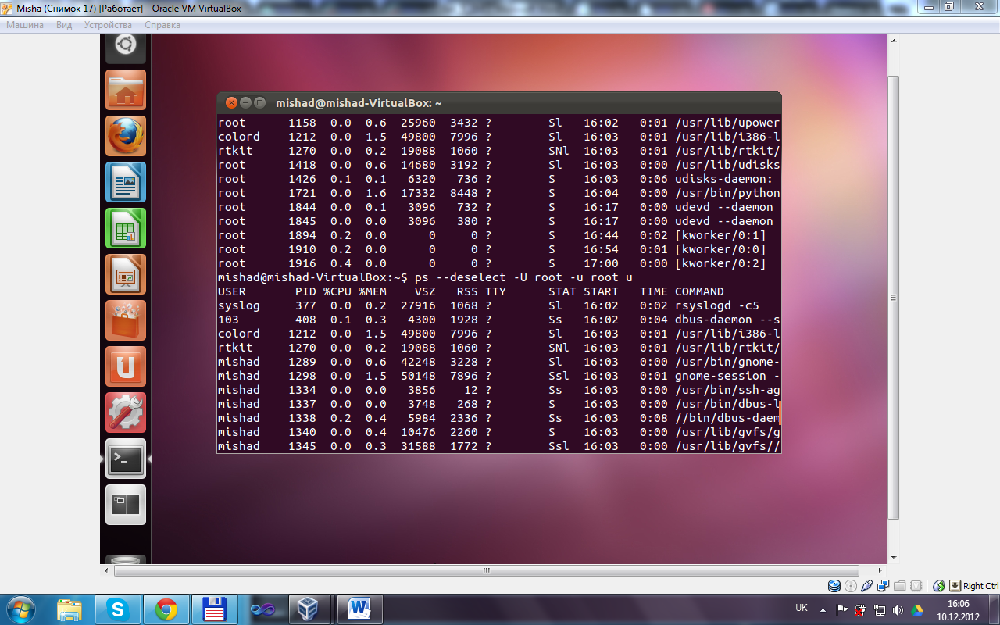 Misha (Снимок 17) [Работает] - Oracle VM VirtualBox
Машина Вид Устройства Справка
mishad@mishad-VirtualBox: ~
root 1158 0.0 0.6 25960 3432 ? Sl 16:02 0:01 /usr/lib/upower
colord 1212 0.0 1.5 49800 7996 ? Sl 16:03 0:01 /usr/lib/i386-l
rtkit 1270 0.0 0.2 19088 1060 ? SNl 16:03 0:01 /usr/lib/rtkit/
root 1418 0.0 0.6 14680 3192 ? Sl 16:03 0:00 /usr/lib/udisks
root 1426 0.1 0.1 6320 736 ? S 16:03 0:06 udisks-daemon:
root 1721 0.0 1.6 17332 8448 ? S 16:04 0:00 /usr/bin/python
root 1844 0.0 0.1 3096 732 ? S 16:17 0:00 udevd --daemon
root 1845 0.0 0.0 3096 380 ? S 16:17 0:00 udevd --daemon
root 1894 0.2 0.0 0 0 ? S 16:44 0:02 [kworker/0:1]
root 1910 0.2 0.0 0 0 ? S 16:54 0:01 [kworker/0:0]
root 1916 0.4 0.0 0 0 ? S 17:00 0:00 [kworker/0:2]
mishad@mishad-VirtualBox:~$ ps --deselect -U root -u root u
USER PID %CPU %MEM VSZ RSS TTY STAT START TIME COMMAND
syslog 377 0.0 0.2 27916 1068 ? Sl 16:02 0:02 rsyslogd -c5
103 408 0.1 0.3 4300 1928 ? Ss 16:02 0:04 dbus-daemon --s
colord 1212 0.0 1.5 49800 7996 ? Sl 16:03 0:01 /usr/lib/i386-l
rtkit 1270 0.0 0.2 19088 1060 ? SNl 16:03 0:01 /usr/lib/rtkit/
mishad 1289 0.0 0.6 42248 3228 ? Sl 16:03 0:00 /usr/bin/gnome-
mishad 1298 0.0 1.5 50148 7896 ? Ssl 16:03 0:01 gnome-session -
mishad 1334 0.0 0.0 3856 12 ? Ss 16:03 0:00 /usr/bin/ssh-ag
mishad 1337 0.0 0.0 3748 268 ? S 16:03 0:00 /usr/bin/dbus-l
mishad 1338 0.2 0.4 5984 2336 ? Ss 16:03 0:08 //bin/dbus-daem
mishad 1340 0.0 0.4 10476 2260 ? S 16:03 0:00 /usr/lib/gvfs/g
mishad 1345 0.0 0.3 31588 1772 ? Ssl 16:03 0:00 /usr/lib/gvfs//
Right Ctrl
UK
16:06
10.12.2012